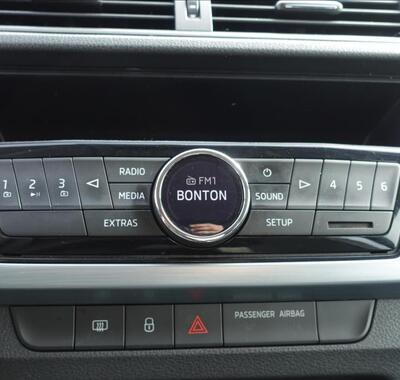 RADIO
FM1
1 2 3 MEDIA BONTON SOUND 4 5 6
EXTRAS SETUP
PASSENGER AIRBAG